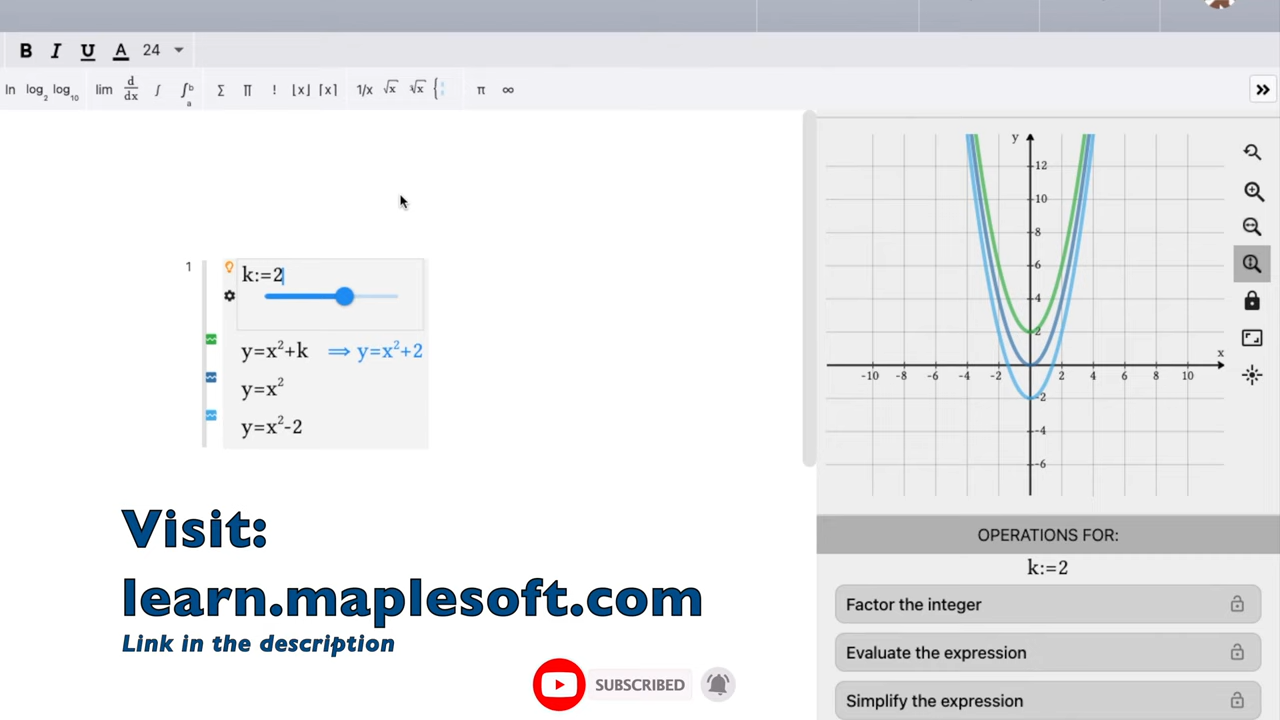 B I U A 24
ln log₂ log₁₀ lim d/dx ∫ ∫ᵇₐ Σ ∏ ! ⌊x⌋ ⌈x⌉ 1/x √x ∛x { π ∞ »
1
k:=2
y=x²+k ⟹ y=x²+2
y=x²
y=x²-2
Visit:
learn.maplesoft.com
Link in the description
SUBSCRIBED
y
12
10
8
6
4
2
x
-10 -8 -6 -4 -2 2 4 6 8 10
-2
-4
-6
OPERATIONS FOR:
k:=2
Factor the integer
Evaluate the expression
Simplify the expression